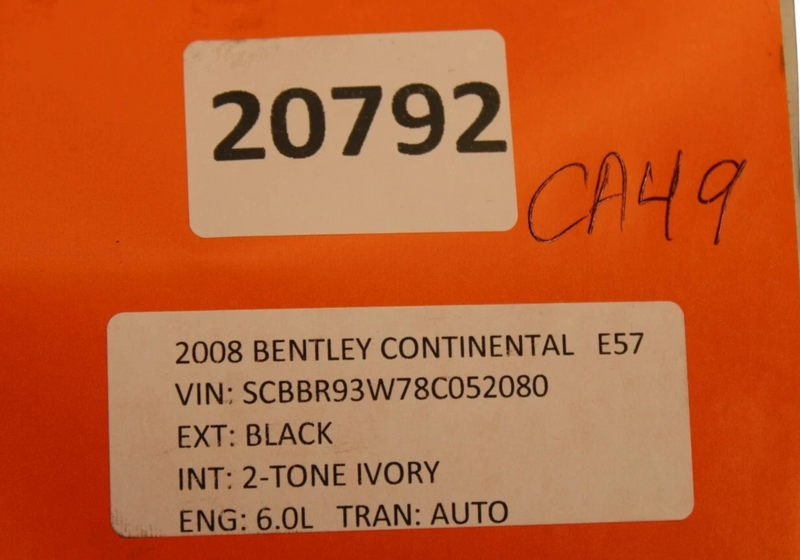 20792
CA49
2008 BENTLEY CONTINENTAL E57
VIN: SCBBR93W78C052080
EXT: BLACK
INT: 2-TONE IVORY
ENG: 6.0L TRAN: AUTO